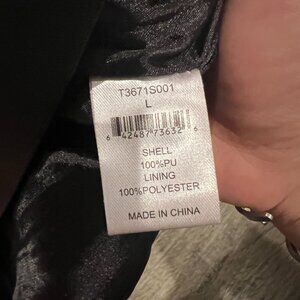 T3671S001
L
6 42487 73632 6
SHELL
100%PU
LINING
100%POLYESTER
MADE IN CHINA